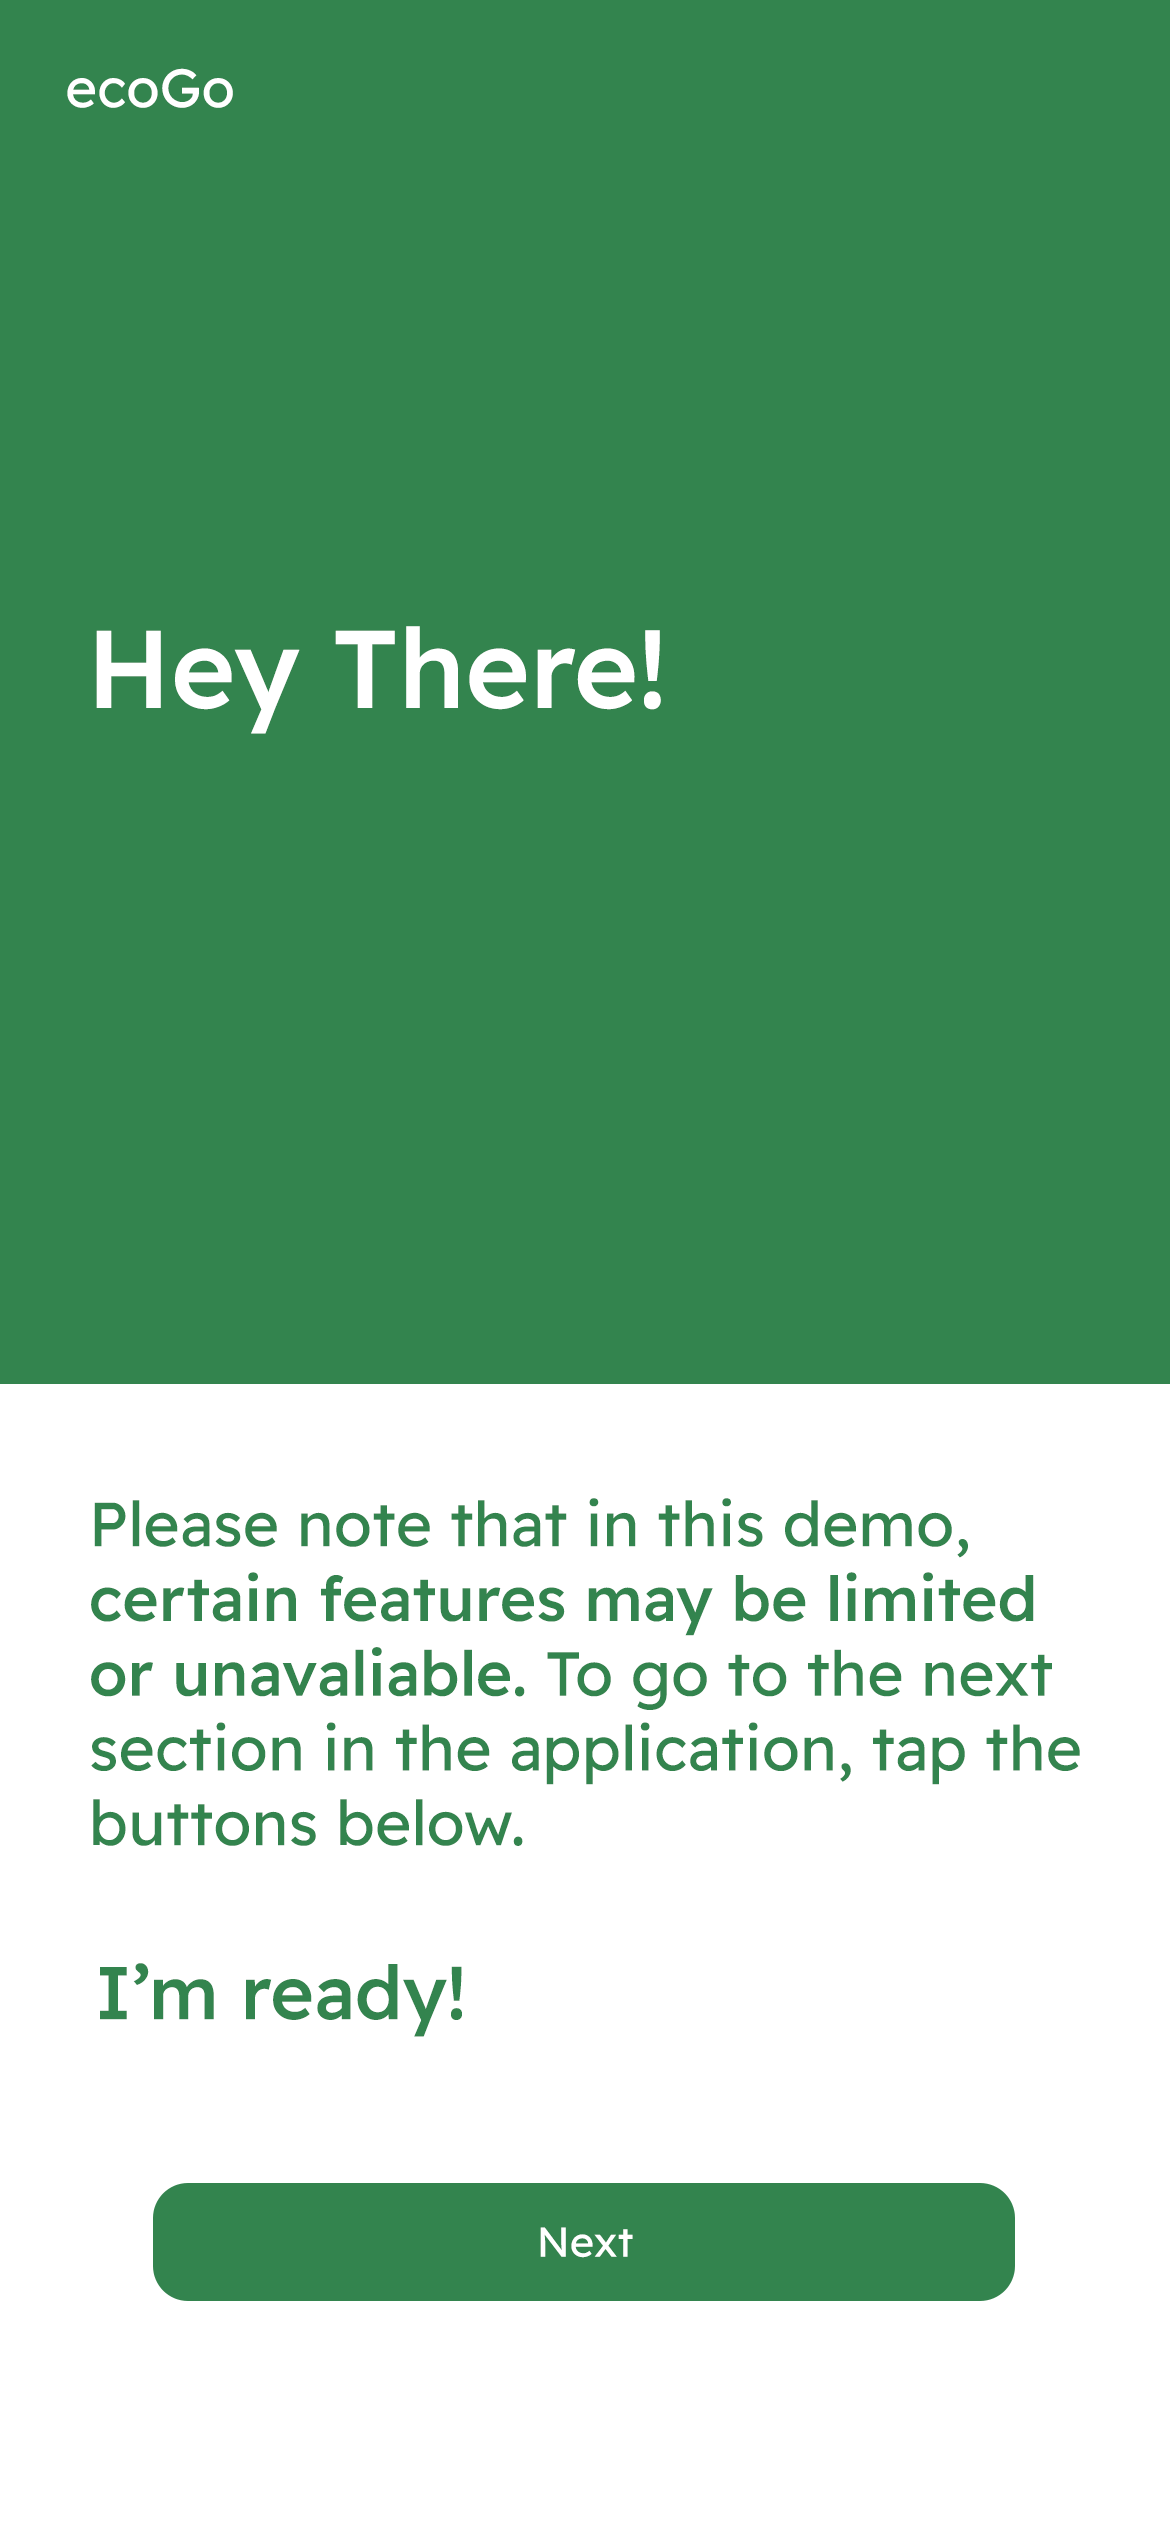 ecoGo
Hey There!
Please note that in this demo,
certain features may be limited
or unavaliable. To go to the next
section in the application, tap the
buttons below.
I’m ready!
Next